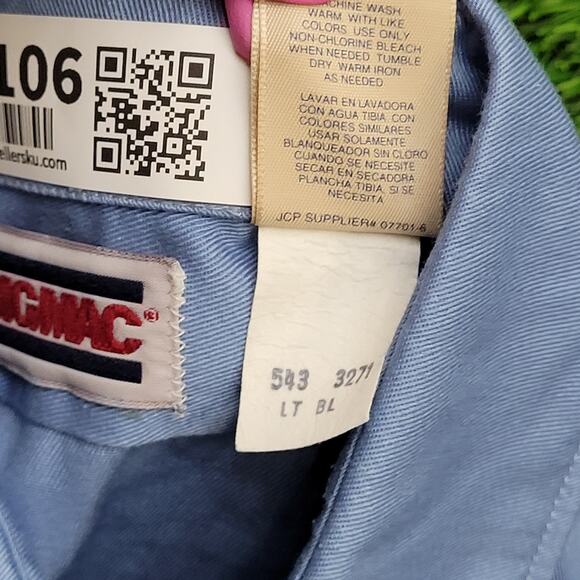 106
ellersku.com
MACHINE WASH
WARM WITH LIKE
COLORS USE ONLY
NON-CHLORINE BLEACH
WHEN NEEDED TUMBLE
DRY WARM IRON
AS NEEDED
LAVAR EN LAVADORA
CON AGUA TIBIA, CON
COLORES SIMILARES
USAR SOLAMENTE
BLANQUEADOR SIN CLORO
CUANDO SE NECESITE
SECAR EN SECADORA
PLANCHA TIBIA, SI SE
NECESITA
JCP SUPPLIER# 07701-6
IGMAC®
543 3271
LT BL